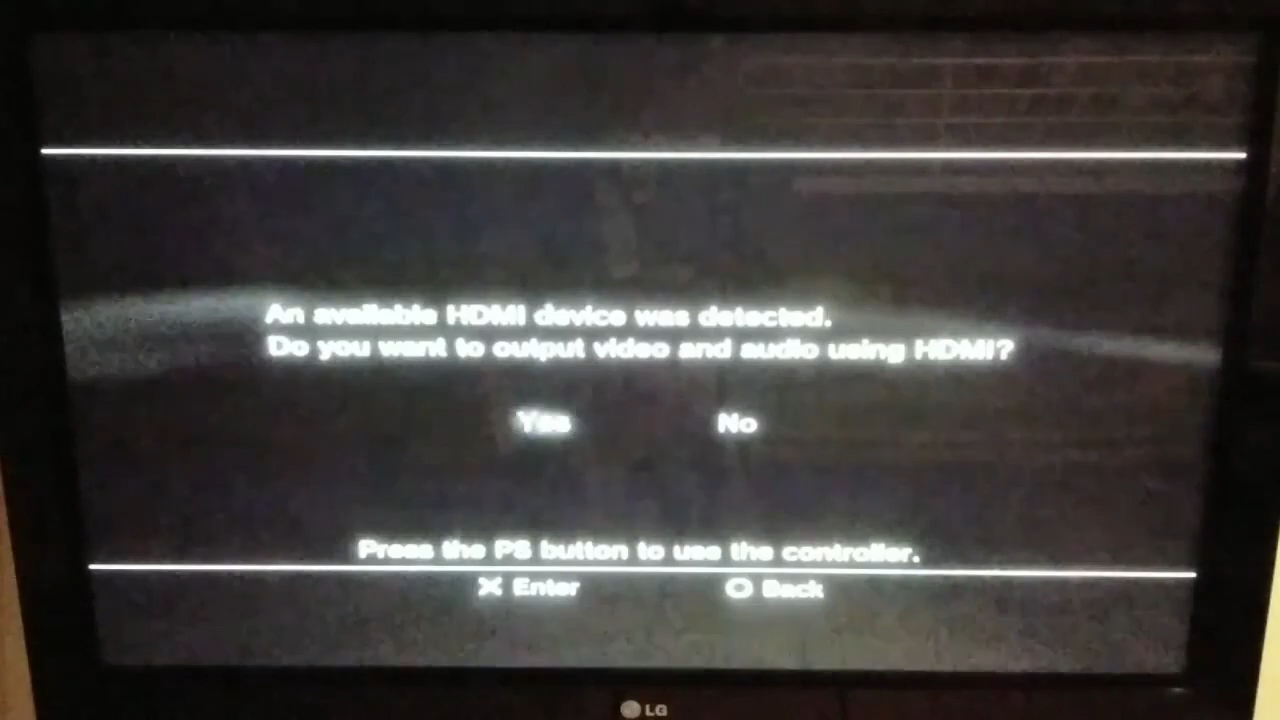 An available HDMI device was detected.
Do you want to output video and audio using HDMI?
Yes No
Press the PS button to use the controller.
X Enter O Back
LG